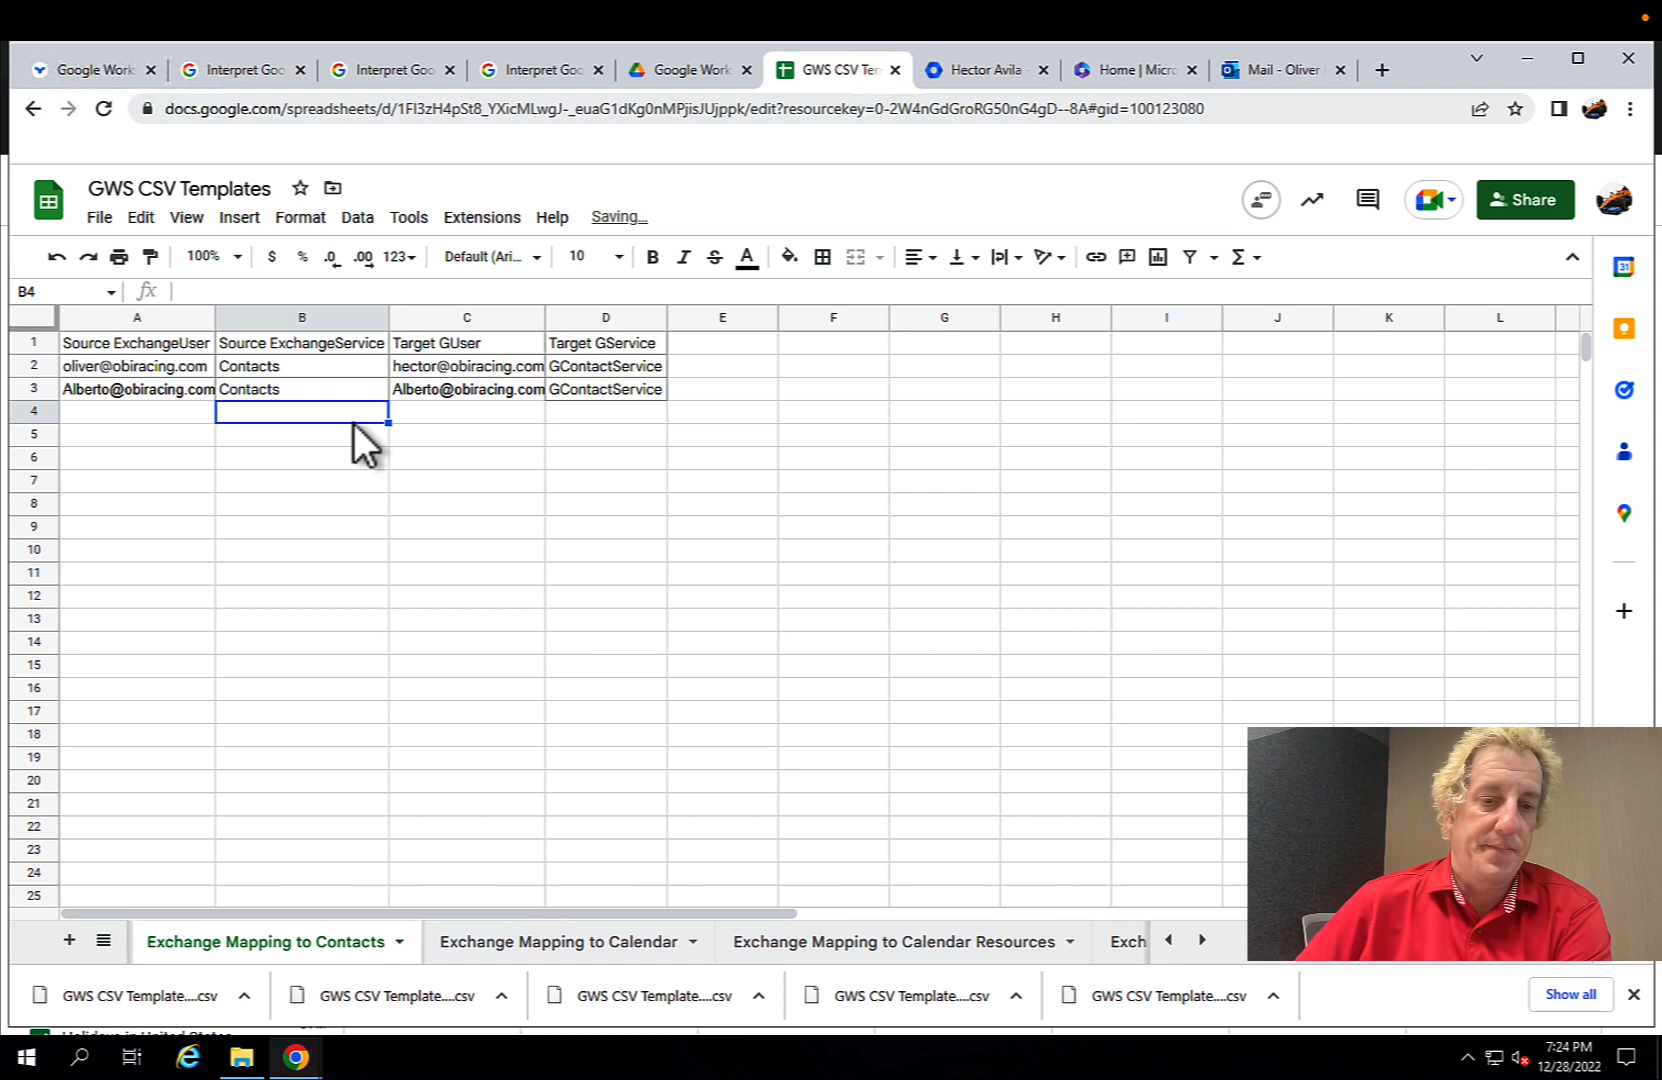 Google Work
Interpret Goo
Interpret Goo
Interpret Goo
Google Work
GWS CSV Tem
Hector Avila -
Home | Micro
Mail - Oliver
docs.google.com/spreadsheets/d/1FI3zH4pSt8_YXicMLwgJ-_euaG1dKg0nMPjisJUjppk/edit?resourcekey=0-2W4nGdGroRG50nG4gD--8A#gid=100123080
GWS CSV Templates
File Edit View Insert Format Data Tools Extensions Help Saving...
Share
100% $ % .0 .00 123 Default (Ari... 10 B I S A
31
B4 fx
A B C D E F G H I J K L
1 Source ExchangeUser Source ExchangeService Target GUser Target GService
2 oliver@obiracing.com Contacts hector@obiracing.com GContactService
3 Alberto@obiracing.com Contacts Alberto@obiracing.com GContactService
4
5
6
7
8
9
10
11
12
13
14
15
16
17
18
19
20
21
22
23
24
25
Exchange Mapping to Contacts Exchange Mapping to Calendar Exchange Mapping to Calendar Resources Exch
GWS CSV Template....csv GWS CSV Template....csv GWS CSV Template....csv GWS CSV Template....csv GWS CSV Template....csv Show all
7:24 PM
12/28/2022